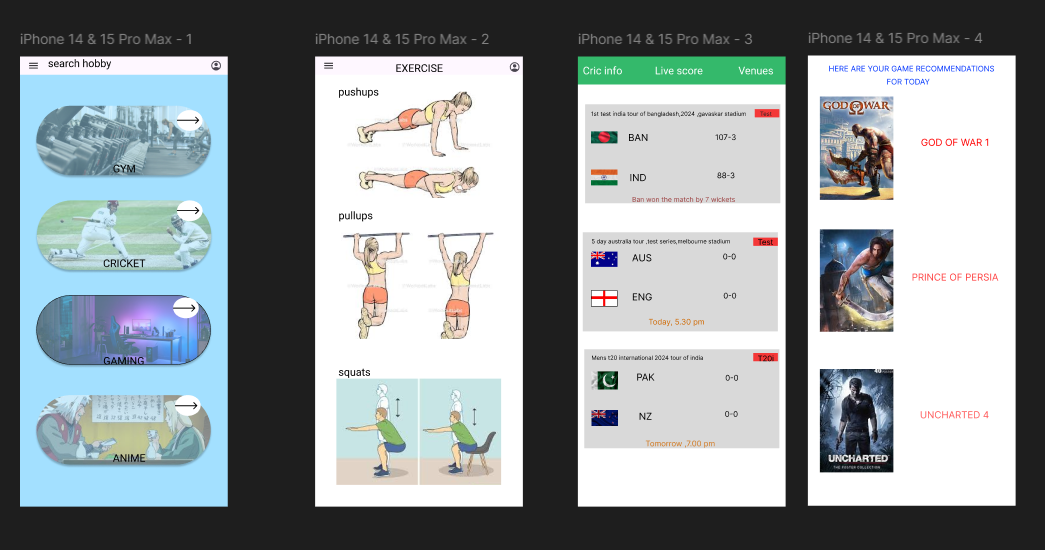 iPhone 14 & 15 Pro Max - 1
search hobby
GYM
CRICKET
GAMING
ANIME
iPhone 14 & 15 Pro Max - 2
EXERCISE
pushups
pullups
squats
iPhone 14 & 15 Pro Max - 3
Cric info Live score Venues
1st test india tour of bangladesh,2024 ,gavaskar stadium Test
BAN 107-3
IND 88-3
Ban won the match by 7 wickets
5 day australia tour ,test series,melbourne stadium Test
AUS 0-0
ENG 0-0
Today, 5.30 pm
Mens t20 international 2024 tour of india T20i
PAK 0-0
NZ 0-0
Tomorrow ,7.00 pm
iPhone 14 & 15 Pro Max - 4
HERE ARE YOUR GAME RECOMMENDATIONS
FOR TODAY
GOD OF WAR
GOD OF WAR 1
PRINCE OF PERSIA
UNCHARTED
THE POSTER COLLECTION
UNCHARTED 4